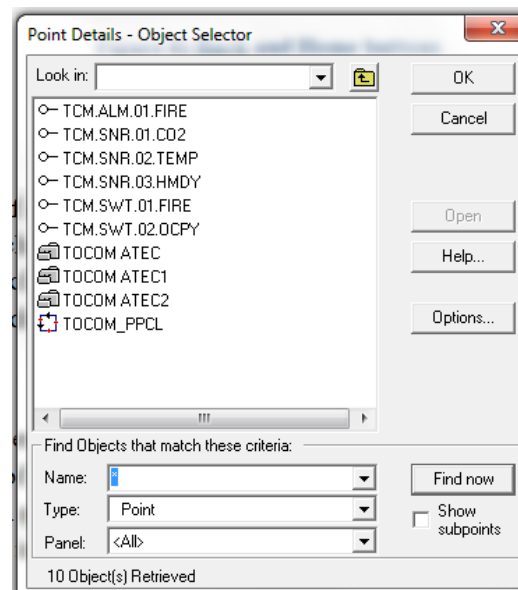 Point Details - Object Selector
Look in:
OK
Cancel
TCM.ALM.01.FIRE
TCM.SNR.01.CO2
TCM.SNR.02.TEMP
TCM.SNR.03.HMDY
TCM.SWT.01.FIRE
TCM.SWT.02.OCPY
TOCOM ATEC
TOCOM ATEC1
TOCOM ATEC2
TOCOM_PPCL
Open
Help...
Options...
Find Objects that match these criteria:
Name: *
Find now
Type: Point
Show
subpoints
Panel: <All>
10 Object(s) Retrieved